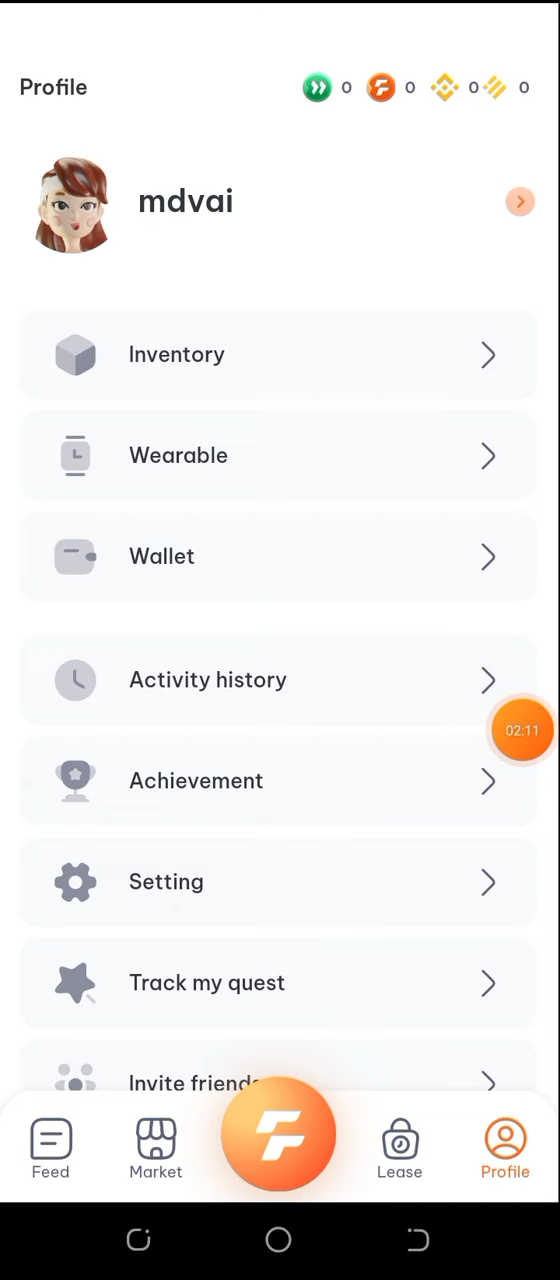 Profile 0 0 0 0
mdvai
Inventory
Wearable
Wallet
Activity history
02:11
Achievement
Setting
Track my quest
Invite friends
Feed Market Lease Profile